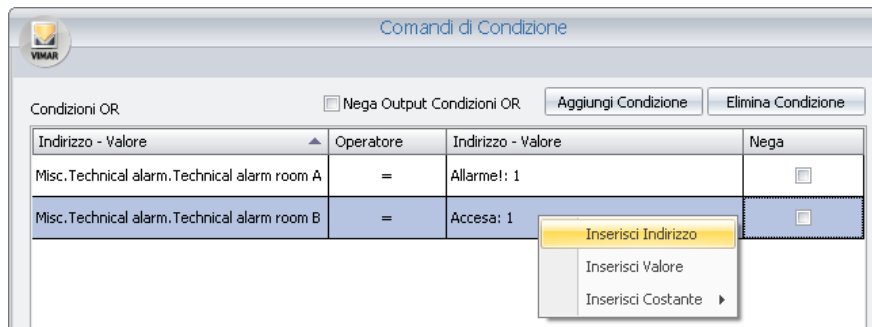 Comandi di Condizione
VIMAR
Condizioni OR
Nega Output Condizioni OR
Aggiungi Condizione
Elimina Condizione
Indirizzo - Valore
Operatore
Indirizzo - Valore
Nega
Misc.Technical alarm.Technical alarm room A
=
Allarme!: 1
Misc.Technical alarm.Technical alarm room B
=
Accesa: 1
Inserisci Indirizzo
Inserisci Valore
Inserisci Costante